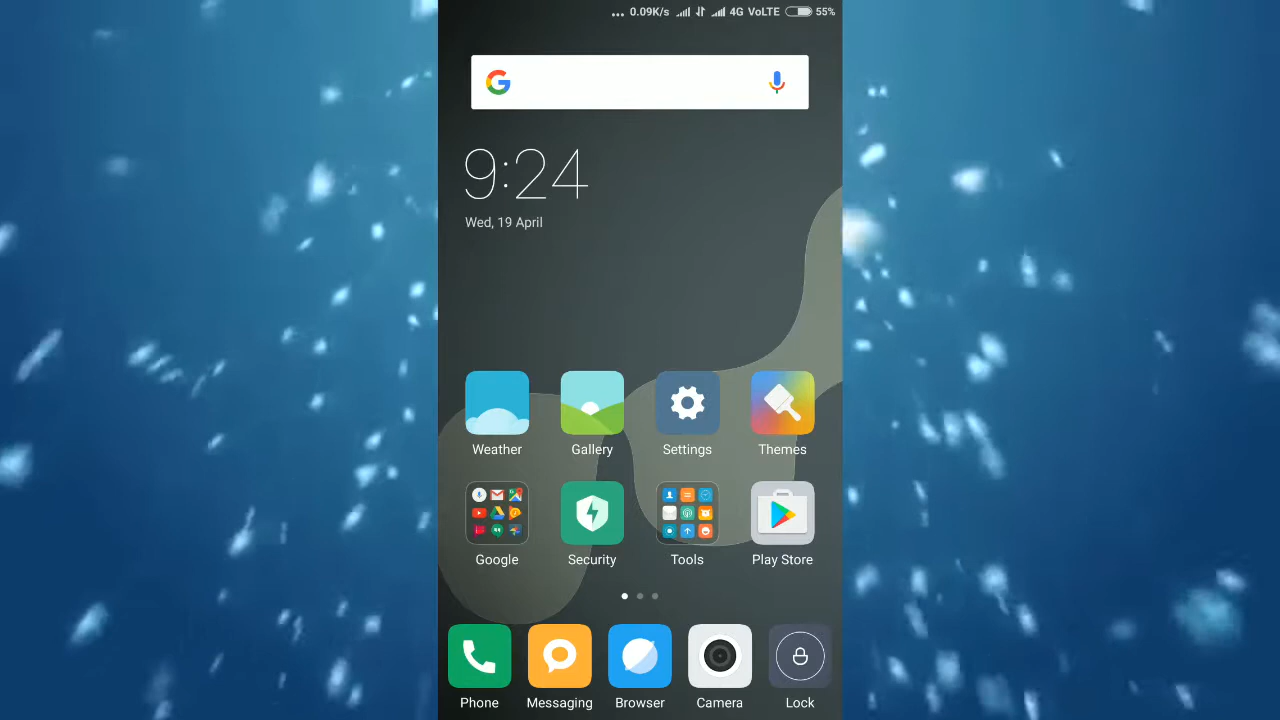 ... 0.09K/s 4G VoLTE 55%
9:24
Wed, 19 April
Weather Gallery Settings Themes
Google Security Tools Play Store
Phone Messaging Browser Camera Lock